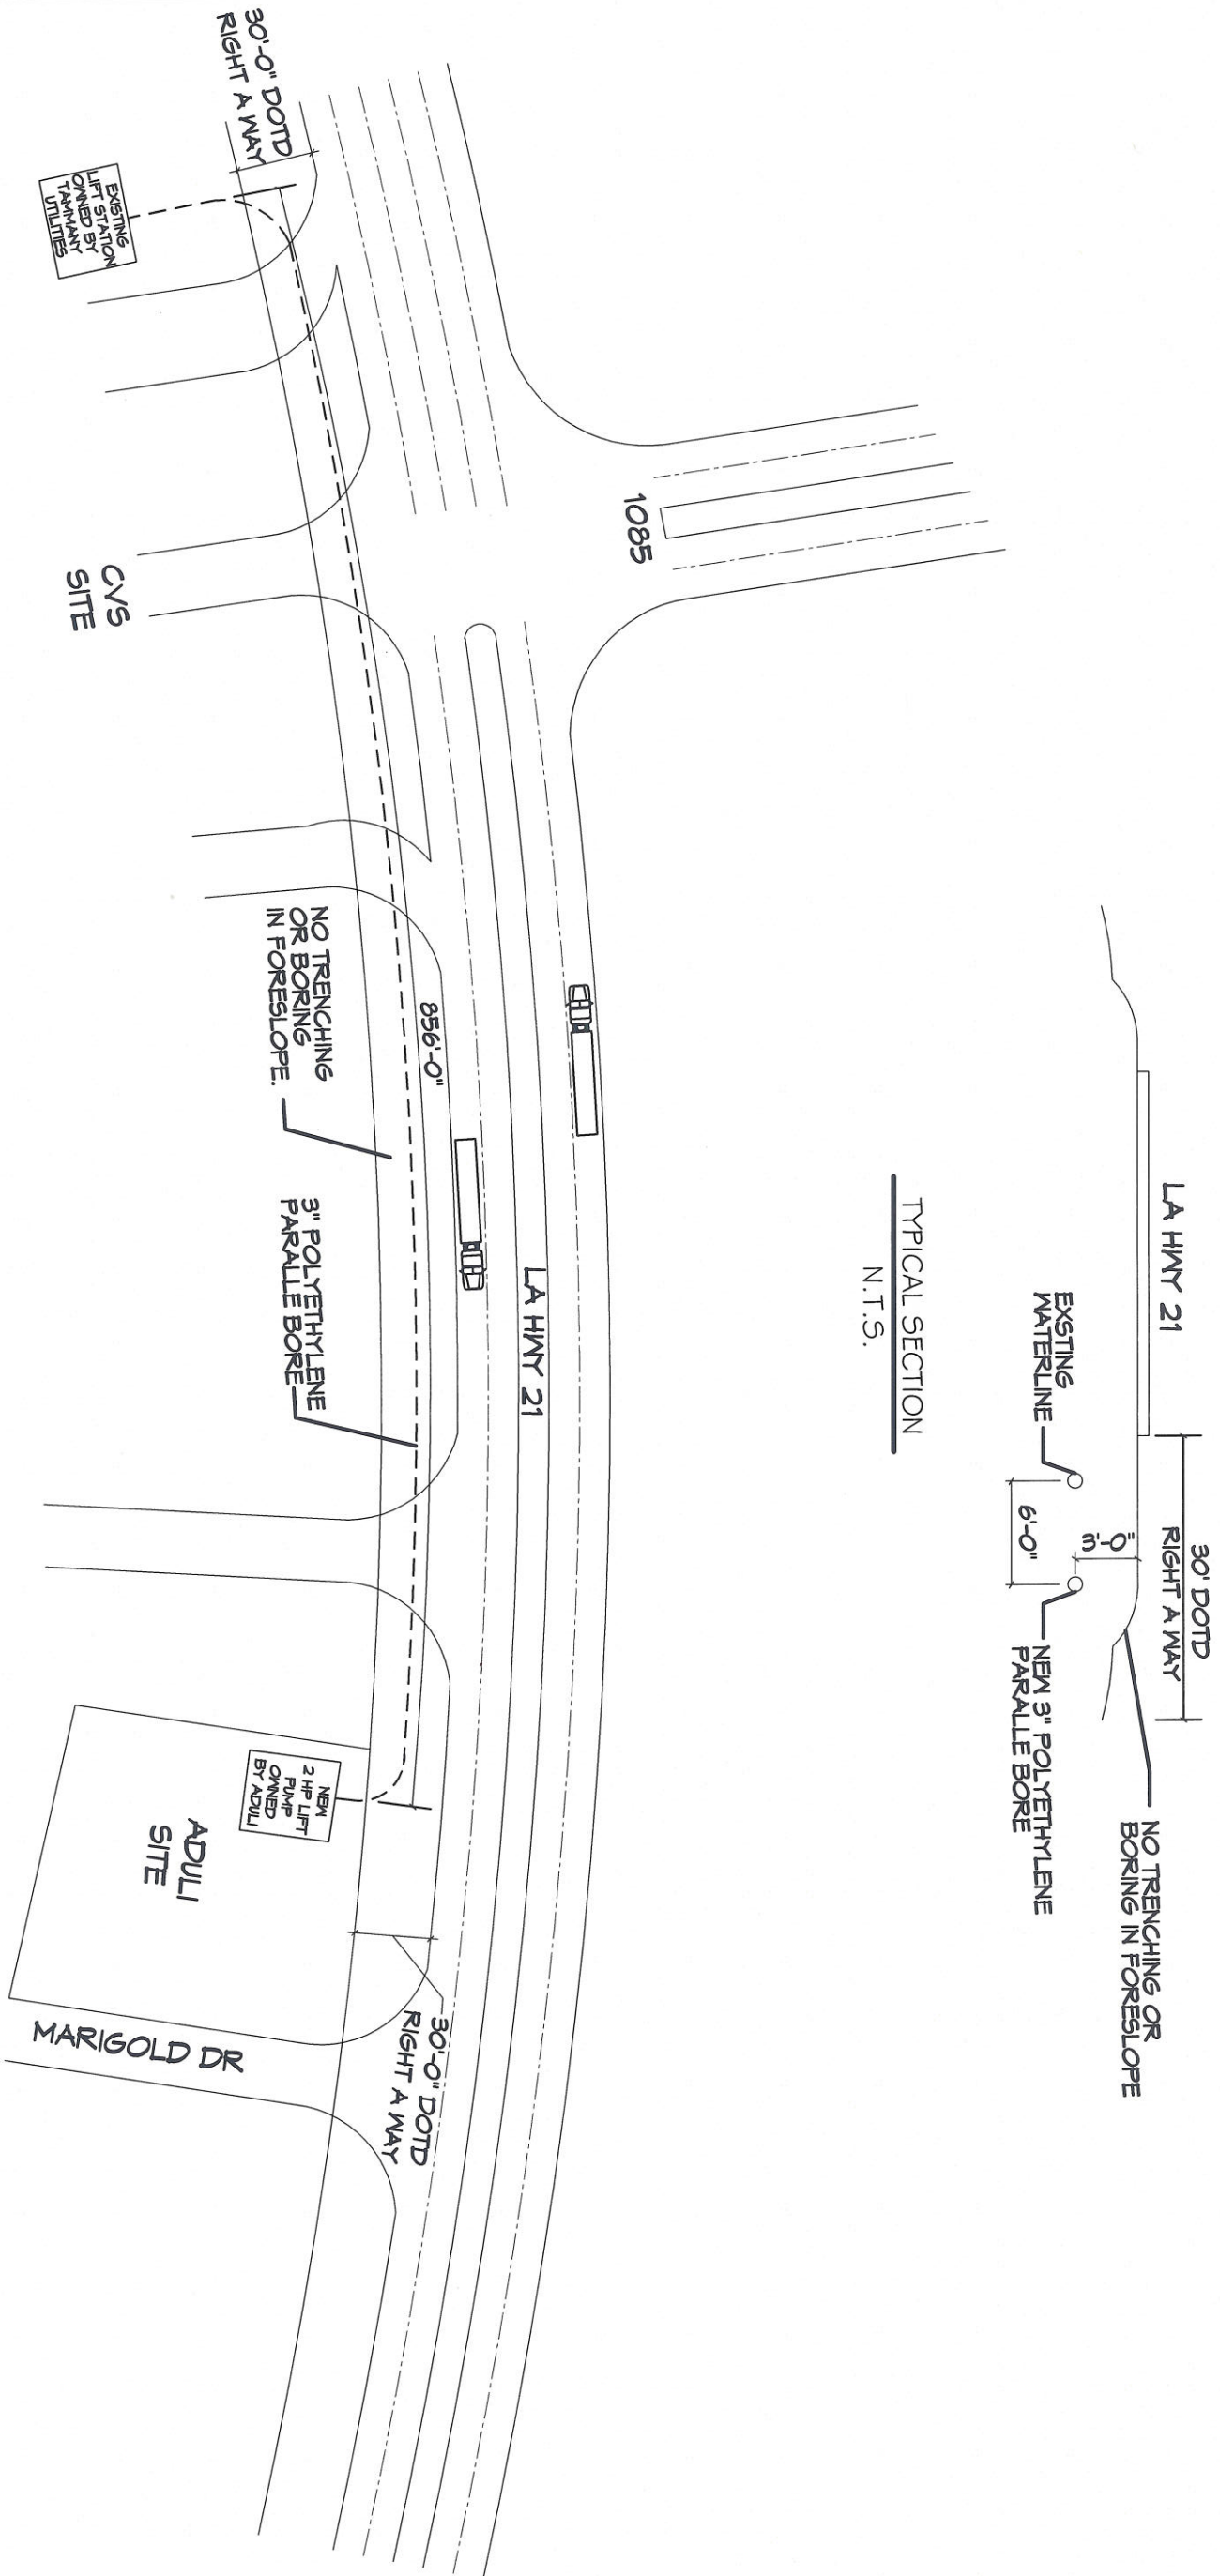 LA HWY 21
30' DOTD
RIGHT A WAY
3'-0"
6'-0"
EXSTING
WATERLINE
NEW 3" POLYETHYLENE
PARALLE BORE
NO TRENCHING OR
BORING IN FORESLOPE
TYPICAL SECTION
N.T.S.
1085
30'-0" DOTD
RIGHT A WAY
EXISTING
LIFT STATION
OWNED BY
TAMMANY
UTILITIES
CVS
SITE
LA HWY 21
856'-0"
NO TRENCHING
OR BORING
IN FORESLOPE.
3" POLYETHYLENE
PARALLE BORE
NEW
2 HP LIFT
PUMP
OWNED
BY ADULI
ADULI
SITE
30'-0" DOTD
RIGHT A WAY
MARIGOLD DR